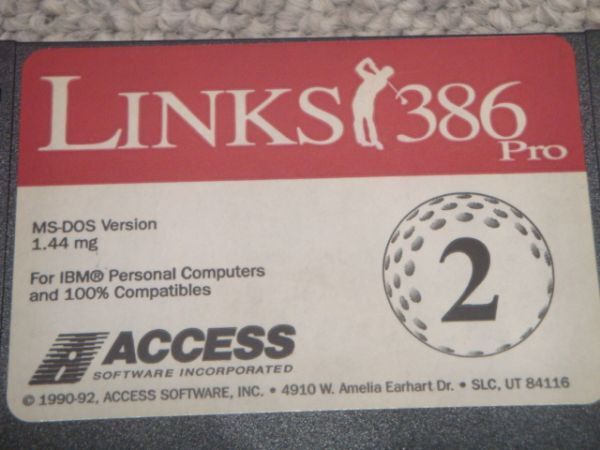 LINKS 386
Pro
MS-DOS Version
1.44 mg
For IBM® Personal Computers
and 100% Compatibles
2
ACCESS
SOFTWARE INCORPORATED
© 1990-92, ACCESS SOFTWARE, INC. • 4910 W. Amelia Earhart Dr. • SLC, UT 84116